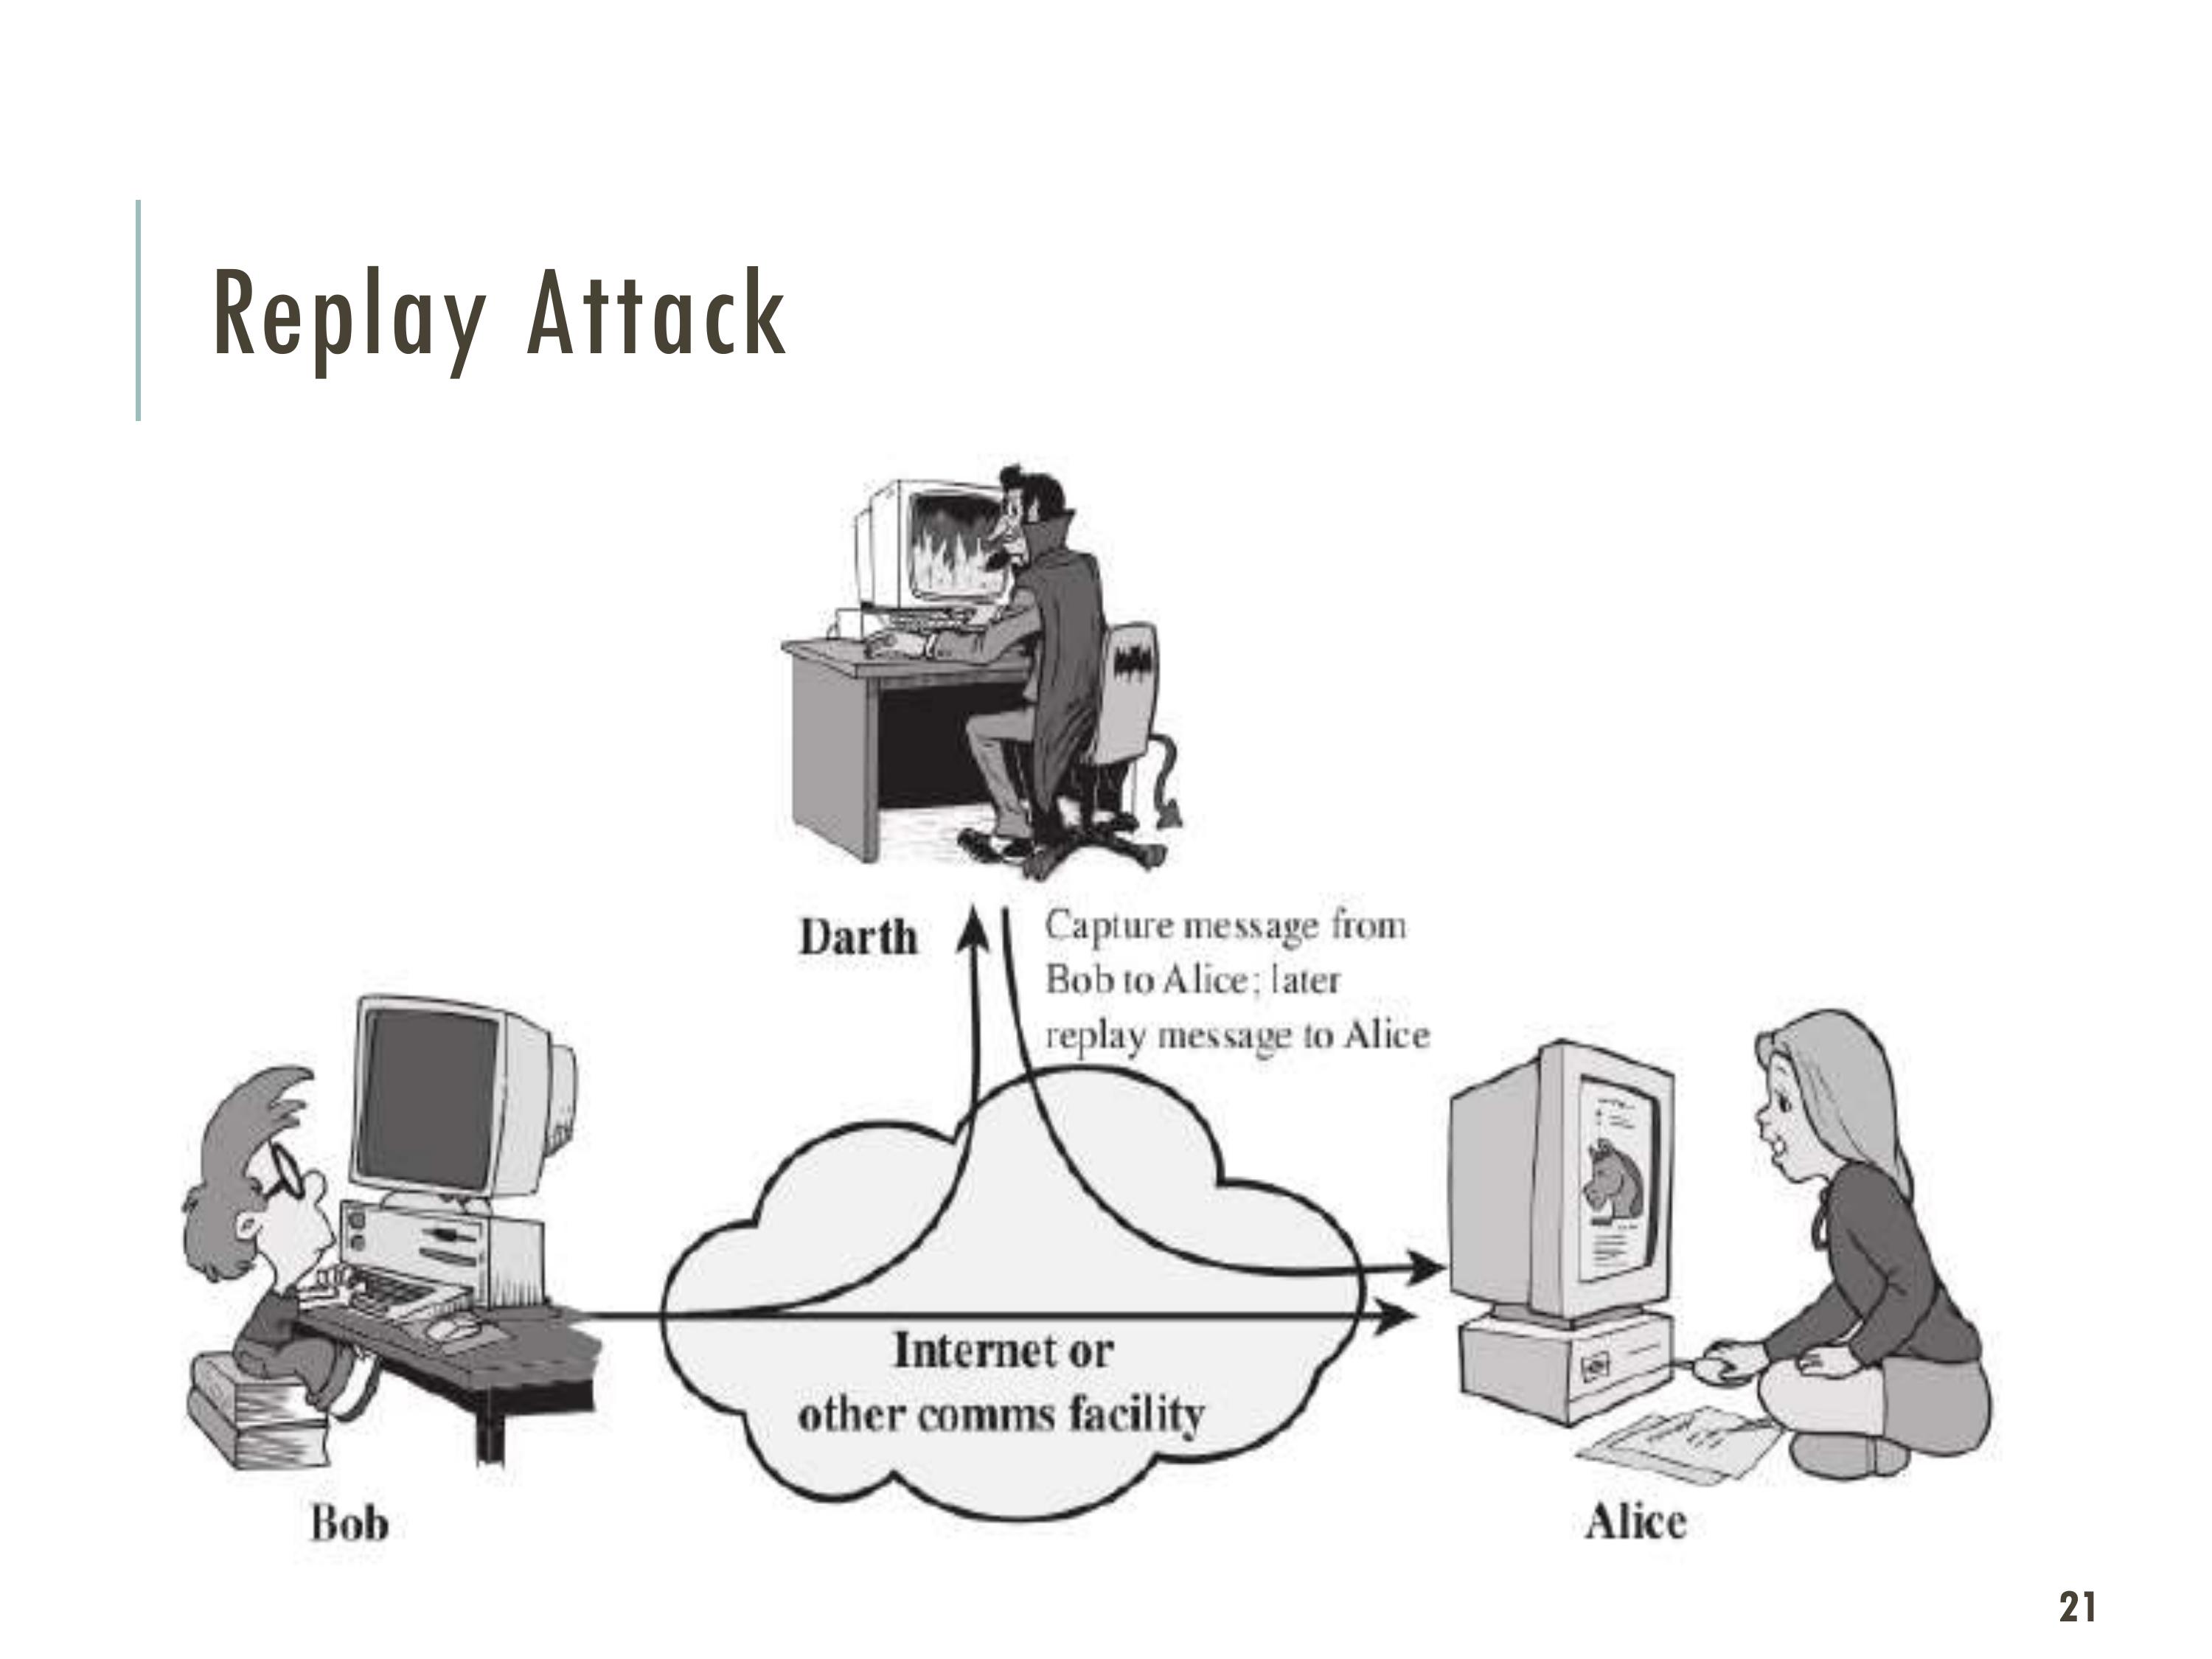 Replay Attack
Darth
Capture message from
Bob to Alice; later
replay message to Alice
Internet or
other comms facility
Bob
Alice
21